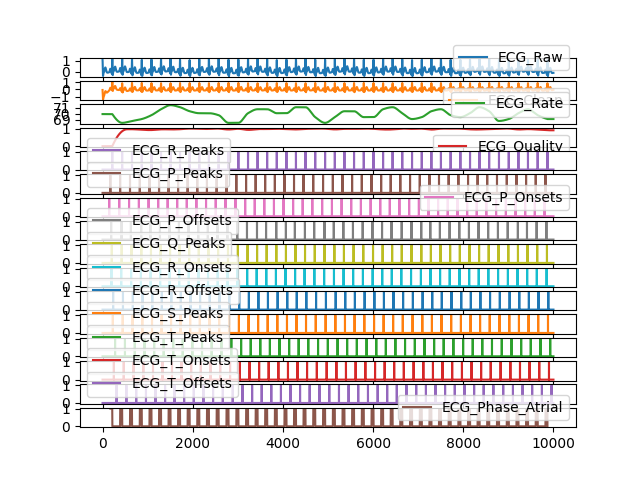 1
0
ECG_Raw
1
0
−1
71
70
69
ECG_Rate
1
0
ECG_Quality
1
0
ECG_R_Peaks
1
0
ECG_P_Peaks
1
0
ECG_P_Onsets
1
0
ECG_P_Offsets
1
0
ECG_Q_Peaks
1
0
ECG_R_Onsets
1
0
ECG_R_Offsets
1
0
ECG_S_Peaks
1
0
ECG_T_Peaks
1
0
ECG_T_Onsets
1
0
ECG_T_Offsets
1
0
ECG_Phase_Atrial
0 2000 4000 6000 8000 10000